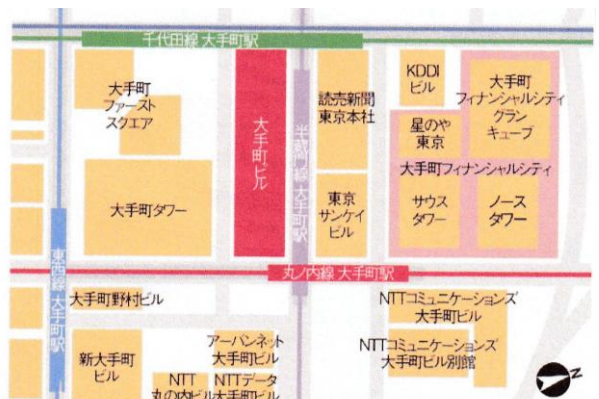 千代田線 大手町駅
大手町
ファースト
スクエア
大手町ビル
半蔵門線 大手町駅
読売新聞
東京本社
KDDI
ビル
大手町
フィナンシャルシティ
グラン
キューブ
星のや
東京
大手町フィナンシャルシティ
大手町タワー
東京
サンケイ
ビル
サウス
タワー
ノース
タワー
東西線 大手町駅
丸ノ内線 大手町駅
大手町野村ビル
NTTコミュニケーションズ
大手町ビル
新大手町
ビル
アーバンネット
大手町ビル
NTTコミュニケーションズ
大手町ビル別館
NTT
丸の内ビル
NTTデータ
大手町ビル
N